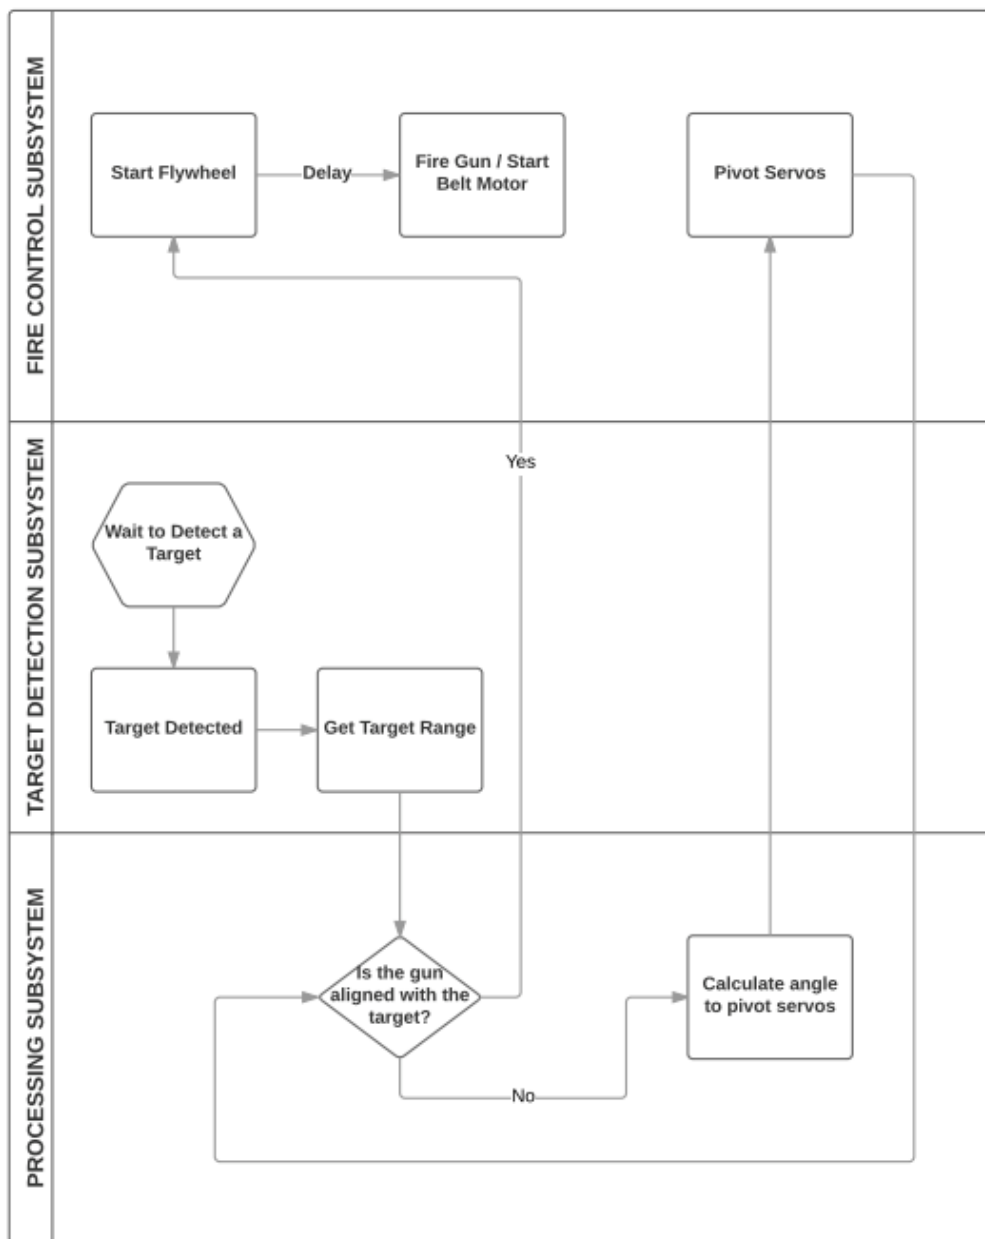 FIRE CONTROL SUBSYSTEM
Start Flywheel
Delay
Fire Gun / Start
Belt Motor
Pivot Servos
TARGET DETECTION SUBSYSTEM
Yes
Wait to Detect a
Target
Target Detected
Get Target Range
PROCESSING SUBSYSTEM
Is the gun
aligned with the
target?
Calculate angle
to pivot servos
No